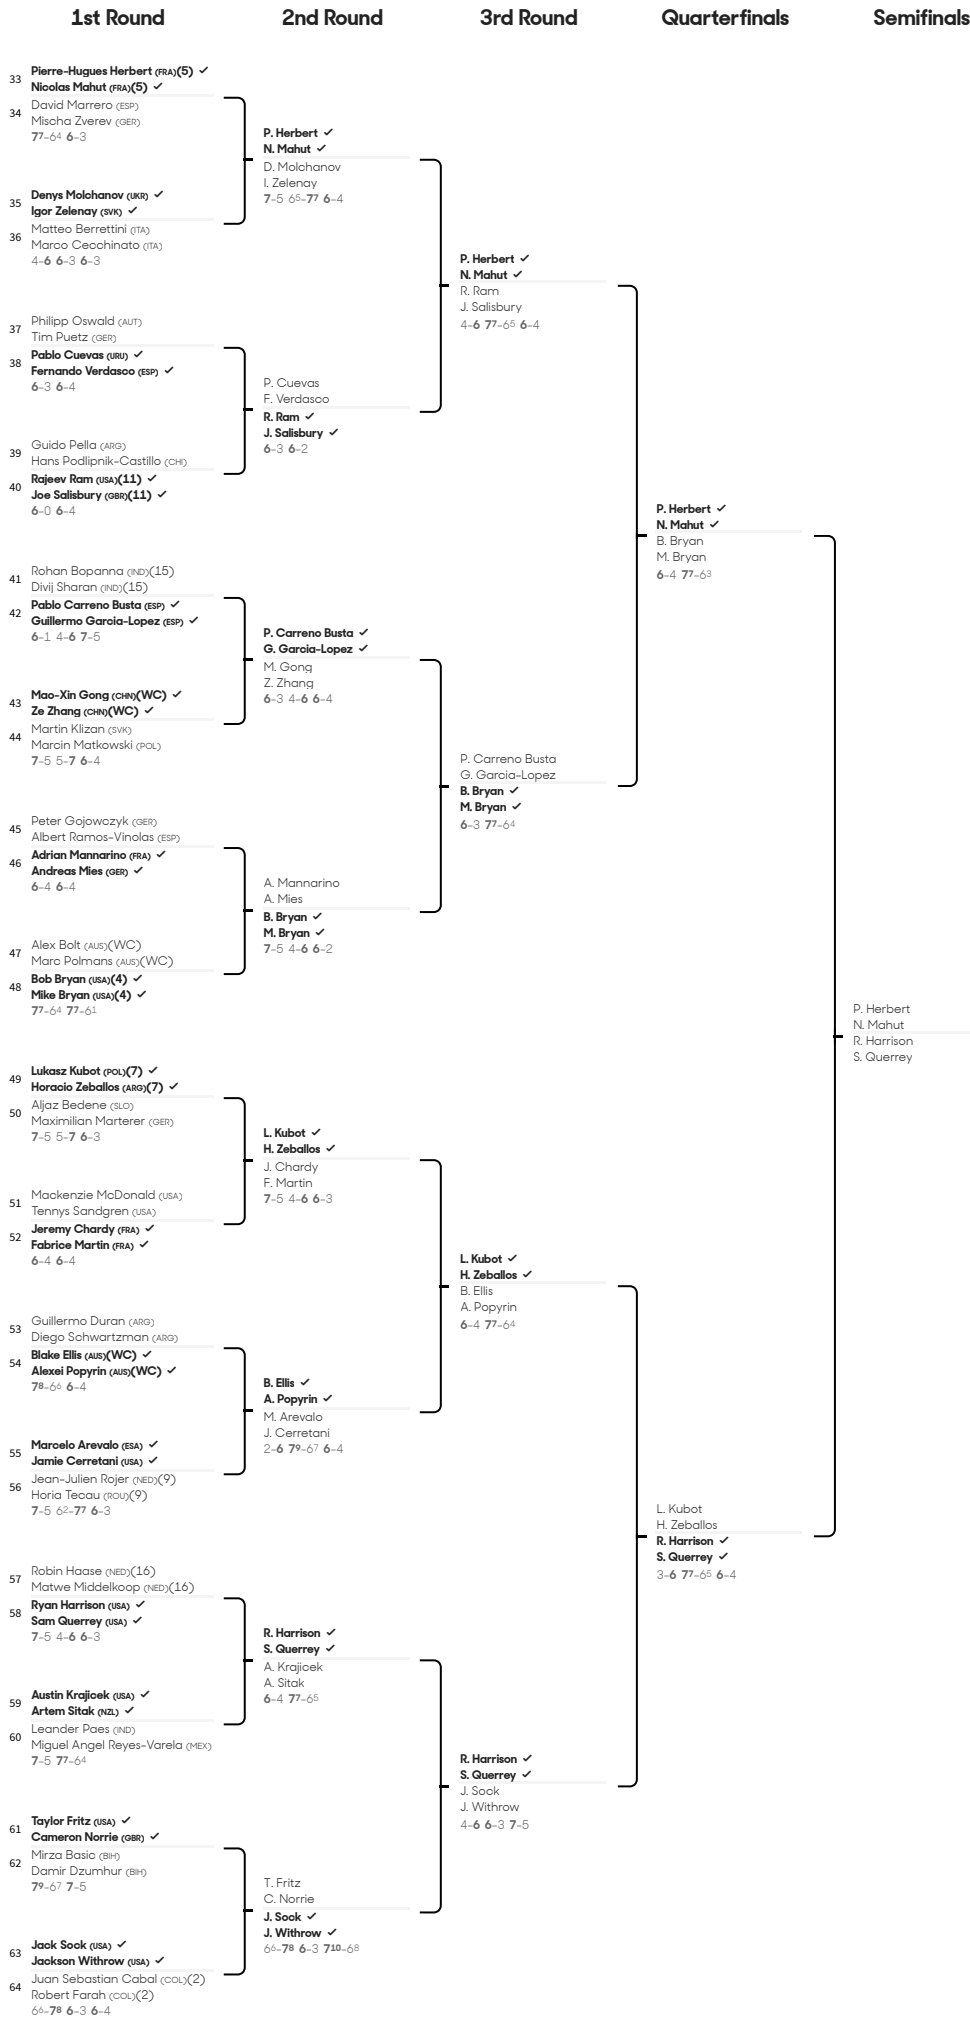 1st Round
2nd Round
3rd Round
Quarterfinals
Semifinals
33
Pierre-Hugues Herbert (FRA)(5) ✓
Nicolas Mahut (FRA)(5) ✓
34
David Marrero (ESP)
Mischa Zverev (GER)
7⁷-6⁴ 6-3
35
Denys Molchanov (UKR) ✓
Igor Zelenay (SVK) ✓
36
Matteo Berrettini (ITA)
Marco Cecchinato (ITA)
4-6 6-3 6-3
37
Philipp Oswald (AUT)
Tim Puetz (GER)
38
Pablo Cuevas (URU) ✓
Fernando Verdasco (ESP) ✓
6-3 6-4
39
Guido Pella (ARG)
Hans Podlipnik-Castillo (CHI)
40
Rajeev Ram (USA)(11) ✓
Joe Salisbury (GBR)(11) ✓
6-0 6-4
41
Rohan Bopanna (IND)(15)
Divij Sharan (IND)(15)
42
Pablo Carreno Busta (ESP) ✓
Guillermo Garcia-Lopez (ESP) ✓
6-1 4-6 7-5
43
Mao-Xin Gong (CHN)(WC) ✓
Ze Zhang (CHN)(WC) ✓
44
Martin Klizan (SVK)
Marcin Matkowski (POL)
7-5 5-7 6-4
45
Peter Gojowczyk (GER)
Albert Ramos-Vinolas (ESP)
46
Adrian Mannarino (FRA) ✓
Andreas Mies (GER) ✓
6-4 6-4
47
Alex Bolt (AUS)(WC)
Marc Polmans (AUS)(WC)
48
Bob Bryan (USA)(4) ✓
Mike Bryan (USA)(4) ✓
7⁷-6⁴ 7⁷-6¹
49
Lukasz Kubot (POL)(7) ✓
Horacio Zeballos (ARG)(7) ✓
50
Aljaz Bedene (SLO)
Maximilian Marterer (GER)
7-5 5-7 6-3
51
Mackenzie McDonald (USA)
Tennys Sandgren (USA)
52
Jeremy Chardy (FRA) ✓
Fabrice Martin (FRA) ✓
6-4 6-4
53
Guillermo Duran (ARG)
Diego Schwartzman (ARG)
54
Blake Ellis (AUS)(WC) ✓
Alexei Popyrin (AUS)(WC) ✓
7⁸-6⁶ 6-4
55
Marcelo Arevalo (ESA) ✓
Jamie Cerretani (USA) ✓
56
Jean-Julien Rojer (NED)(9)
Horia Tecau (ROU)(9)
7-5 6²-7⁷ 6-3
57
Robin Haase (NED)(16)
Matwe Middelkoop (NED)(16)
58
Ryan Harrison (USA) ✓
Sam Querrey (USA) ✓
7-5 4-6 6-3
59
Austin Krajicek (USA) ✓
Artem Sitak (NZL) ✓
60
Leander Paes (IND)
Miguel Angel Reyes-Varela (MEX)
7-5 7⁷-6⁴
61
Taylor Fritz (USA) ✓
Cameron Norrie (GBR) ✓
62
Mirza Basic (BIH)
Damir Dzumhur (BIH)
7⁹-6⁷ 7-5
63
Jack Sock (USA) ✓
Jackson Withrow (USA) ✓
64
Juan Sebastian Cabal (COL)(2)
Robert Farah (COL)(2)
6⁶-7⁸ 6-3 6-4
P. Herbert ✓
N. Mahut ✓
D. Molchanov
I. Zelenay
7-5 6⁵-7⁷ 6-4
P. Cuevas
F. Verdasco
R. Ram ✓
J. Salisbury ✓
6-3 6-2
P. Carreno Busta ✓
G. Garcia-Lopez ✓
M. Gong
Z. Zhang
6-3 4-6 6-4
A. Mannarino
A. Mies
B. Bryan ✓
M. Bryan ✓
7-5 4-6 6-2
L. Kubot ✓
H. Zeballos ✓
J. Chardy
F. Martin
7-5 4-6 6-3
B. Ellis ✓
A. Popyrin ✓
M. Arevalo
J. Cerretani
2-6 7⁹-6⁷ 6-4
R. Harrison ✓
S. Querrey ✓
A. Krajicek
A. Sitak
6-4 7⁷-6⁵
T. Fritz
C. Norrie
J. Sock ✓
J. Withrow ✓
6⁶-7⁸ 6-3 7¹⁰-6⁸
P. Herbert ✓
N. Mahut ✓
R. Ram
J. Salisbury
4-6 7⁷-6⁵ 6-4
P. Carreno Busta
G. Garcia-Lopez
B. Bryan ✓
M. Bryan ✓
6-3 7⁷-6⁴
L. Kubot ✓
H. Zeballos ✓
B. Ellis
A. Popyrin
6-4 7⁷-6⁴
R. Harrison ✓
S. Querrey ✓
J. Sock
J. Withrow
4-6 6-3 7-5
P. Herbert ✓
N. Mahut ✓
B. Bryan
M. Bryan
6-4 7⁷-6³
L. Kubot
H. Zeballos
R. Harrison ✓
S. Querrey ✓
3-6 7⁷-6⁵ 6-4
P. Herbert
N. Mahut
R. Harrison
S. Querrey